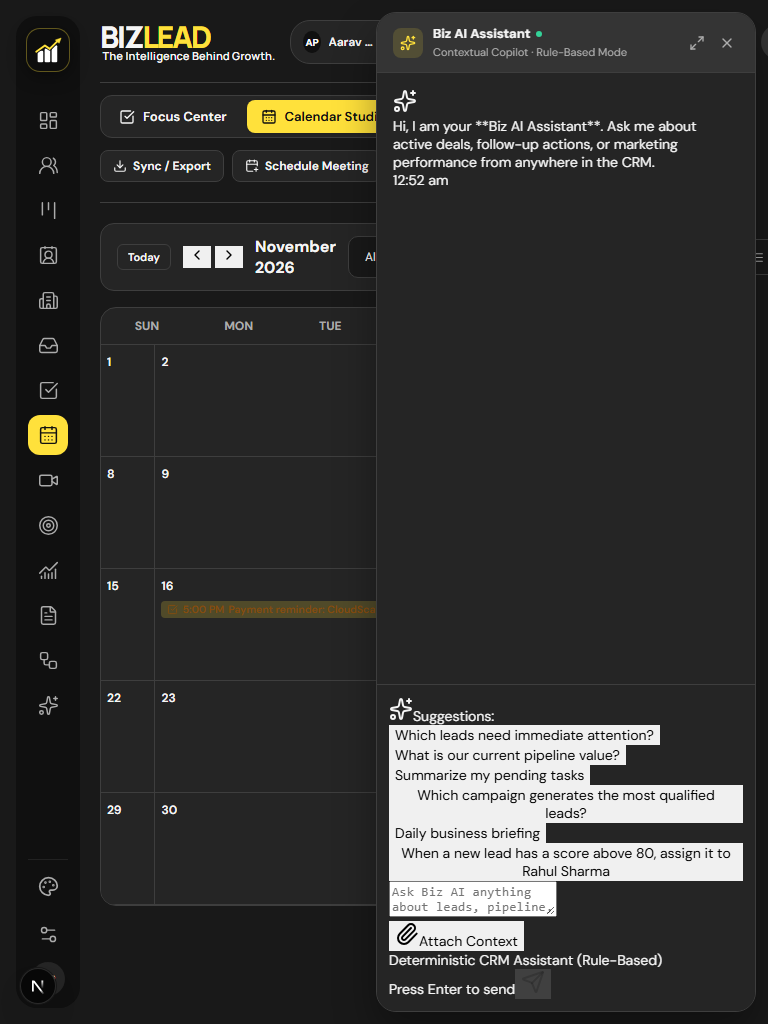 BIZLEAD
The Intelligence Behind Growth.
AP Aarav ...
Focus Center
Calendar Studi
Sync / Export
Schedule Meeting
Today
November
2026
Al
SUN MON TUE
1 2
8 9
15 16
5:00 PM Payment reminder: CloudSca
22 23
29 30
N
Biz AI Assistant
Contextual Copilot · Rule-Based Mode
Hi, I am your **Biz AI Assistant**. Ask me about
active deals, follow-up actions, or marketing
performance from anywhere in the CRM.
12:52 am
Suggestions:
Which leads need immediate attention?
What is our current pipeline value?
Summarize my pending tasks
Which campaign generates the most qualified
leads?
Daily business briefing
When a new lead has a score above 80, assign it to
Rahul Sharma
Ask Biz AI anything
about leads, pipeline,
Attach Context
Deterministic CRM Assistant (Rule-Based)
Press Enter to send